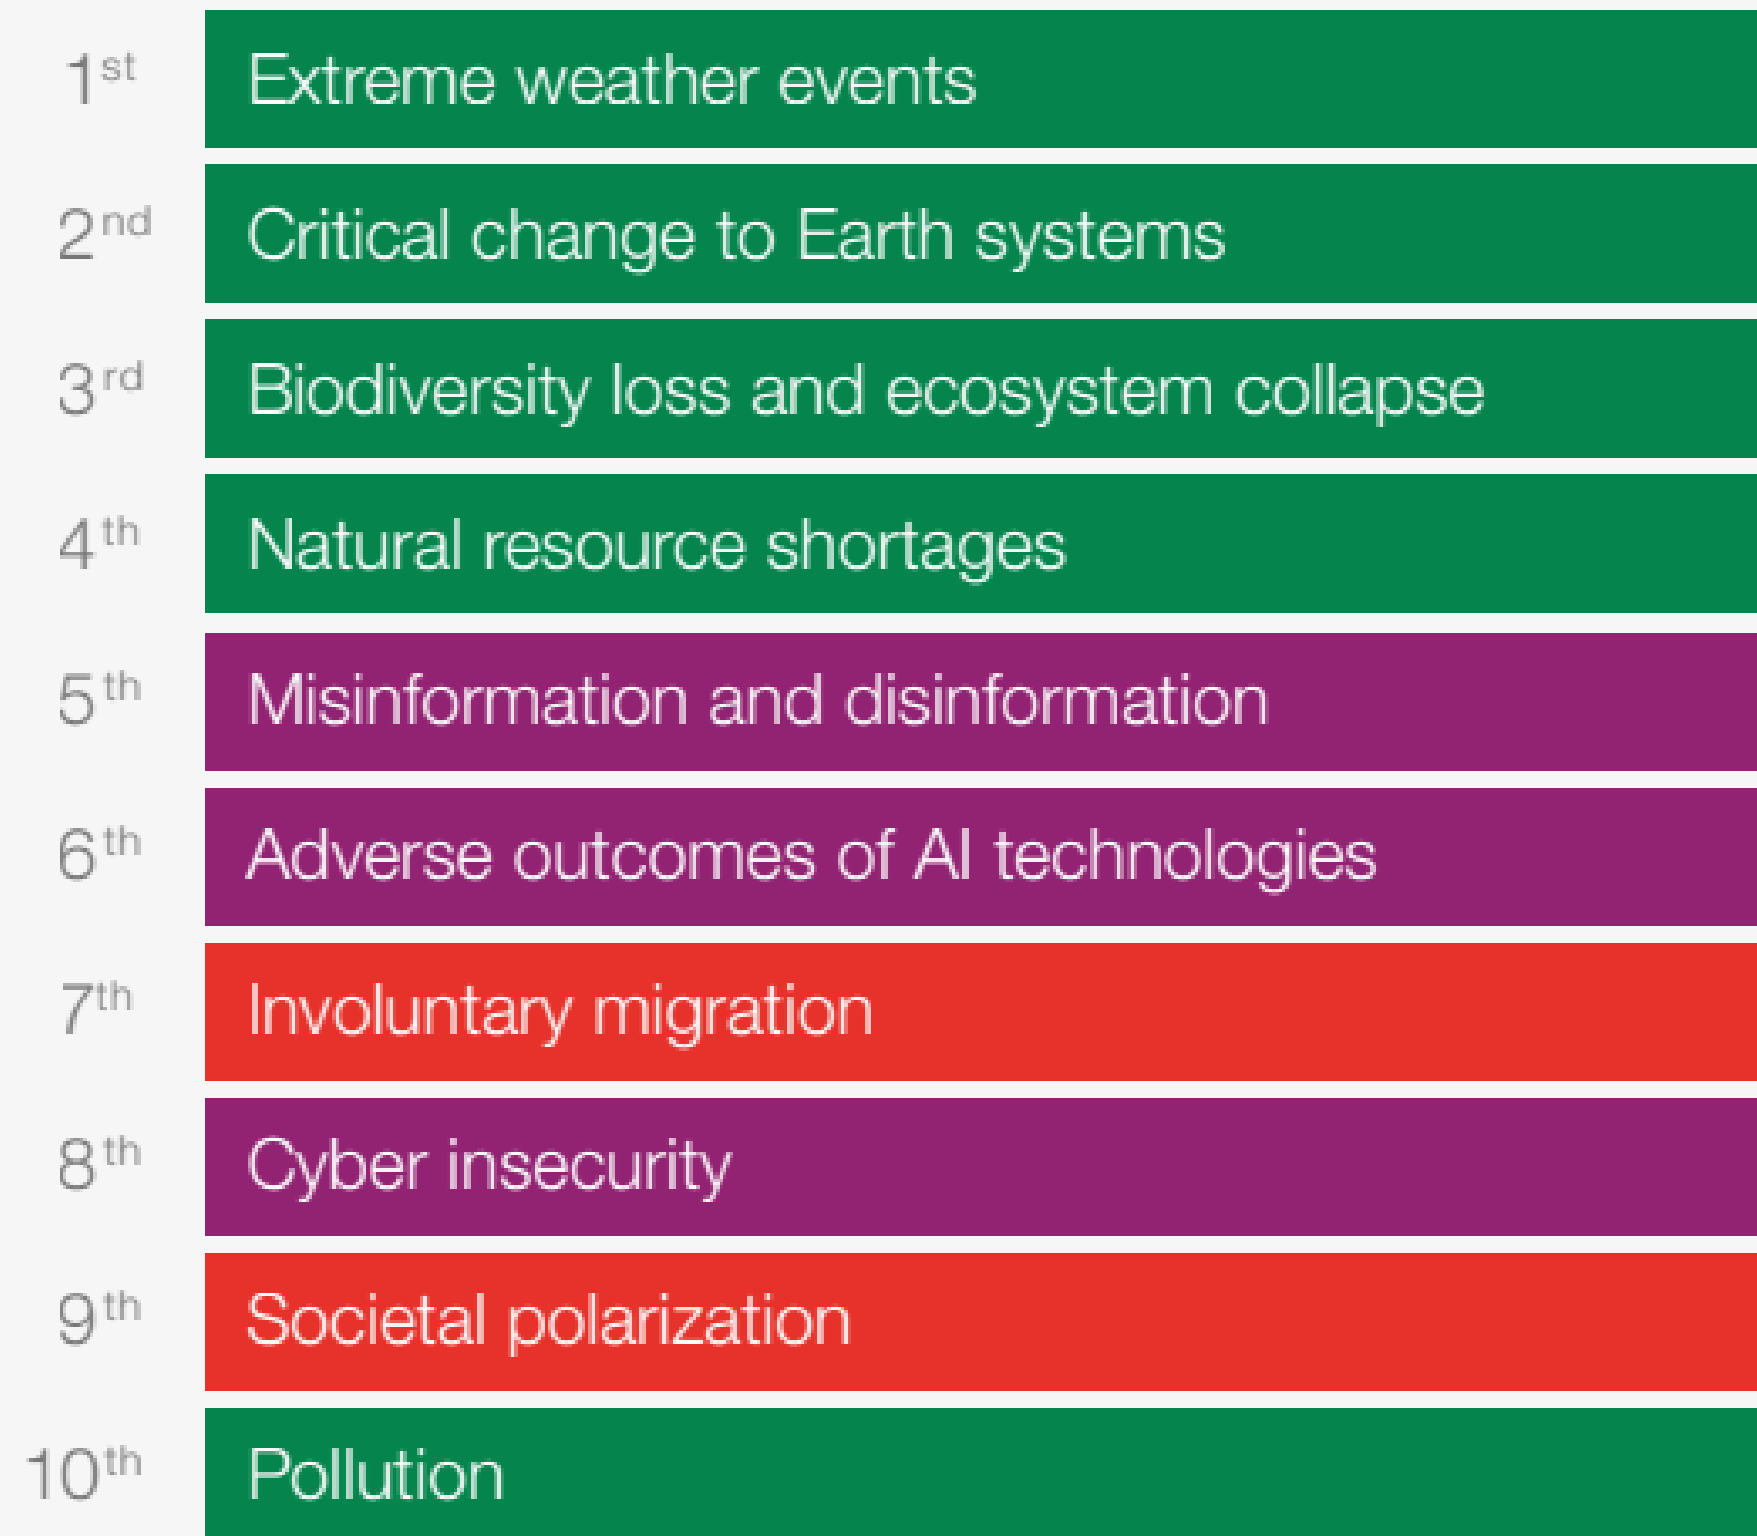 1st Extreme weather events
2nd Critical change to Earth systems
3rd Biodiversity loss and ecosystem collapse
4th Natural resource shortages
5th Misinformation and disinformation
6th Adverse outcomes of AI technologies
7th Involuntary migration
8th Cyber insecurity
9th Societal polarization
10th Pollution